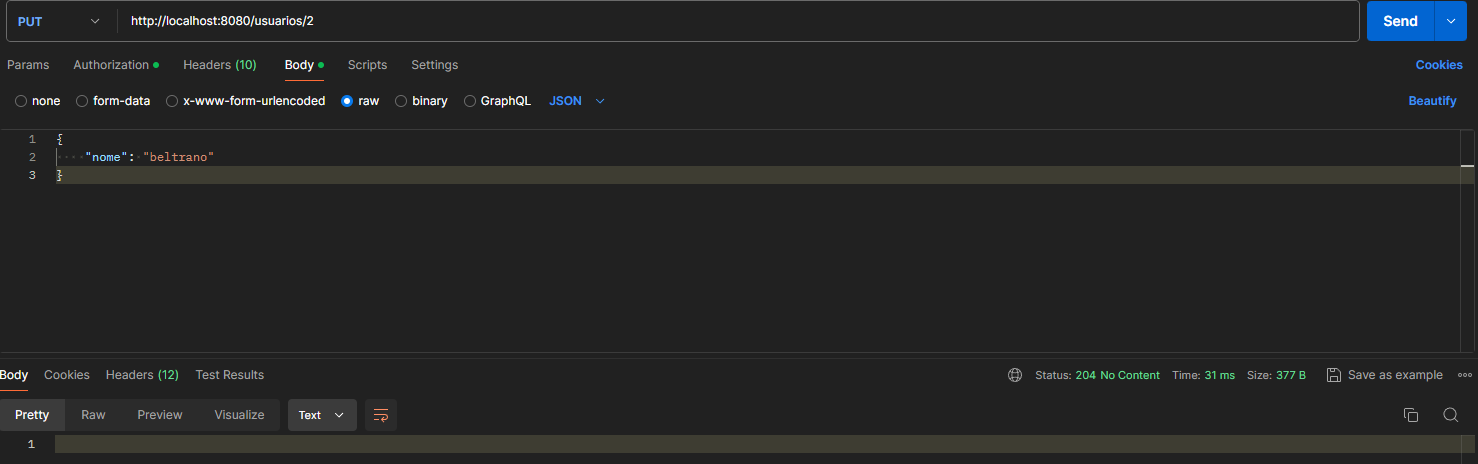 PUT http://localhost:8080/usuarios/2 Send
Params Authorization Headers (10) Body Scripts Settings Cookies
none form-data x-www-form-urlencoded raw binary GraphQL JSON Beautify
1 {
2 "nome": "beltrano"
3 }
Body Cookies Headers (12) Test Results Status: 204 No Content Time: 31 ms Size: 377 B Save as example
Pretty Raw Preview Visualize Text
1